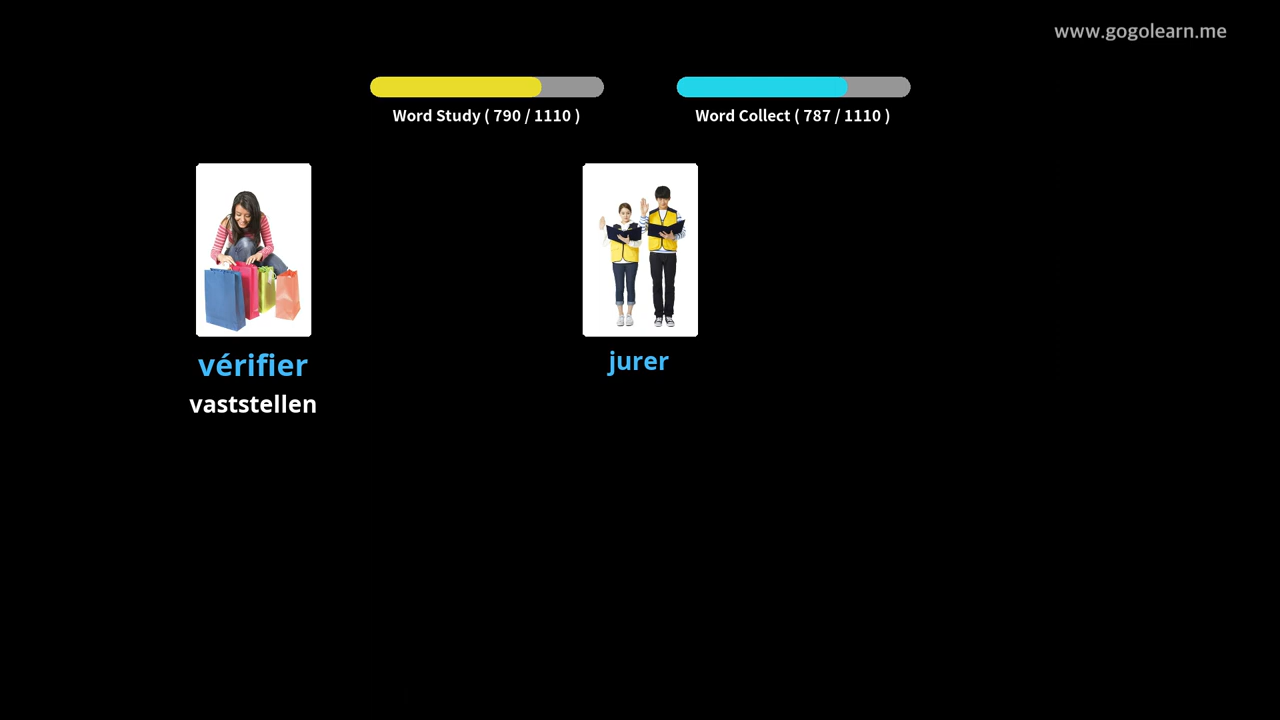 www.gogolearn.me
Word Study ( 790 / 1110 )
Word Collect ( 787 / 1110 )
vérifier
vaststellen
jurer